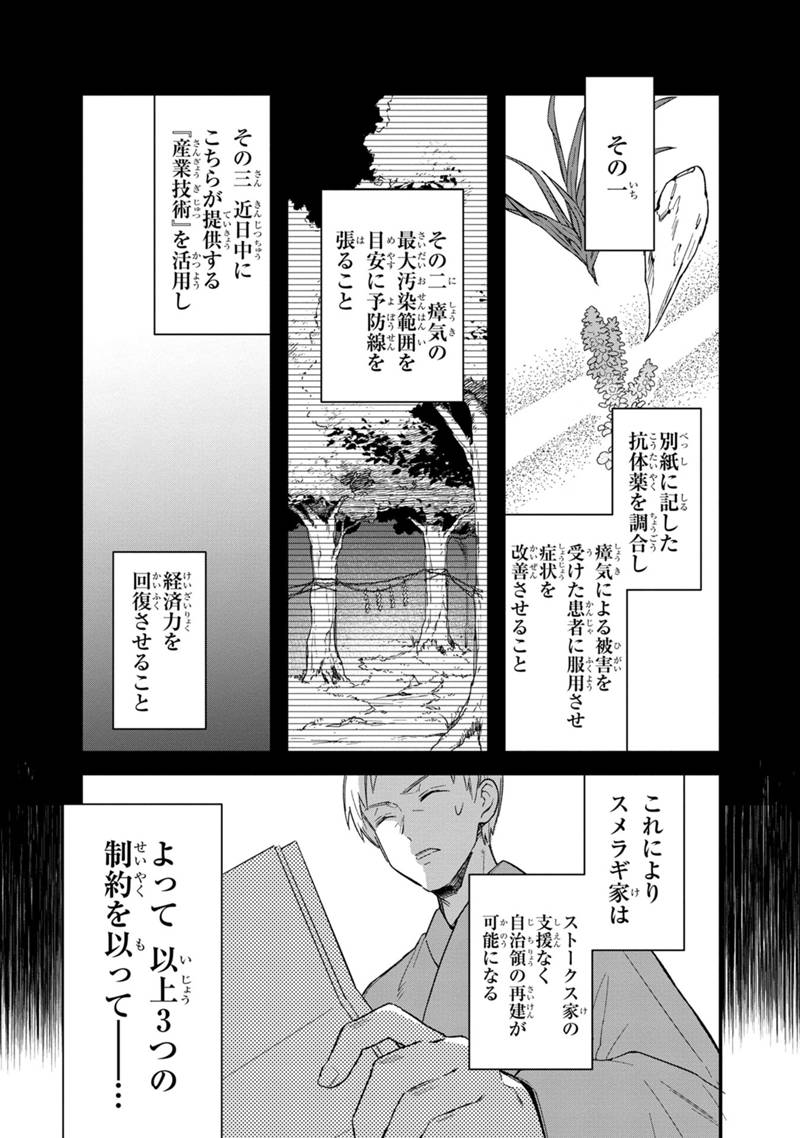 その一
別紙に記した
抗体薬を調合し
瘴気による被害を
受けた患者に服用させ
症状を
改善させること
その二 瘴気の
最大汚染範囲を
目安に予防線を
張ること
その三 近日中に
こちらが提供する
『産業技術』を活用し
経済力を
回復させること
これにより
スメラギ家は
ストークス家の
支援なく
自治領の再建が
可能になる
よって 以上3つの
制約を以って――…